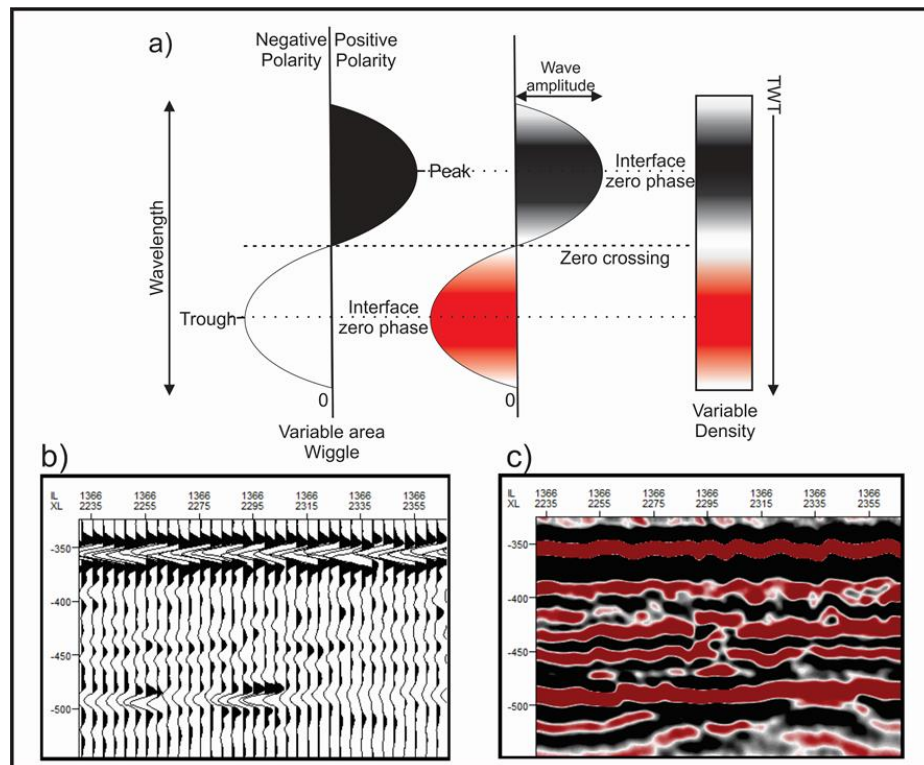 a)
Negative Positive
Polarity Polarity
Wave
amplitude
TWT
Wavelength
Peak
Interface
zero phase
Zero crossing
Trough
Interface
zero phase
0
0
Variable area
Wiggle
Variable
Density
b)
IL 1366 1366 1366 1366 1366 1366 1366
XL 2235 2255 2275 2295 2315 2335 2355
-350
-400
-450
-500
c)
IL 1366 1366 1366 1366 1366 1366 1366
XL 2235 2255 2275 2295 2315 2335 2355
-350
-400
-450
-500